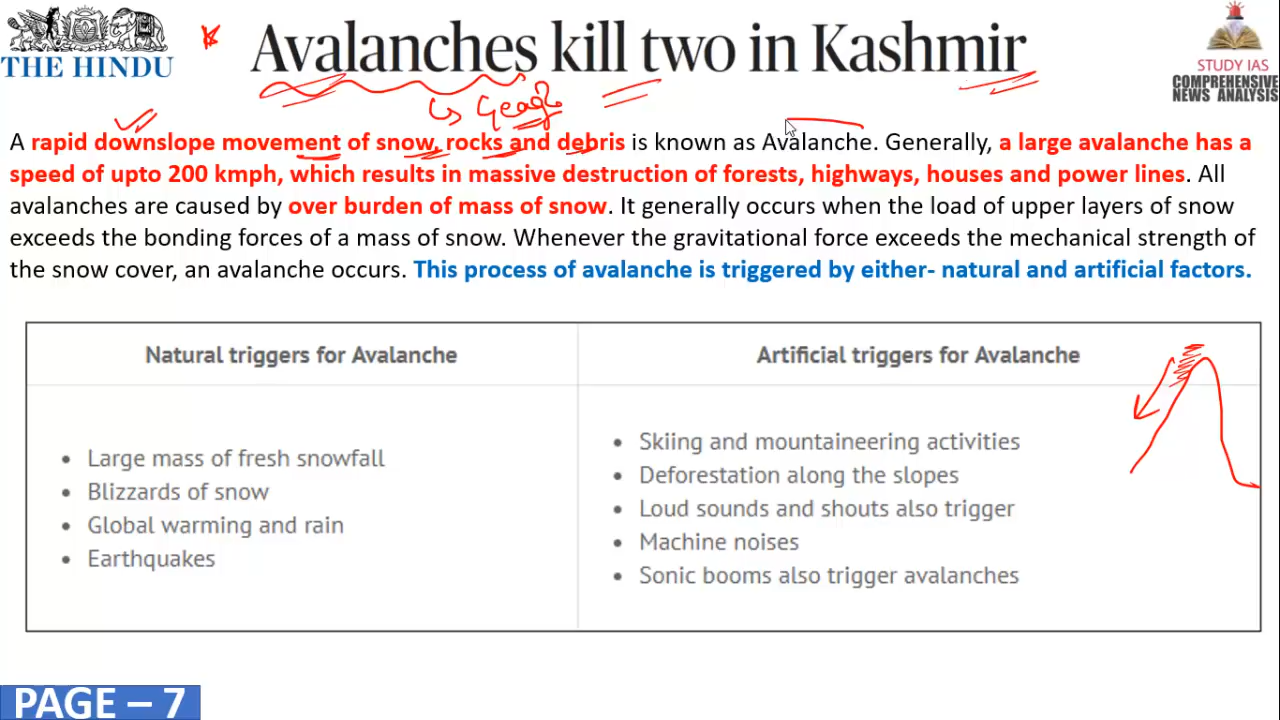 THE HINDU
Avalanches kill two in Kashmir
STUDY IAS
COMPREHENSIVE
NEWS ANALYSIS
A rapid downslope movement of snow, rocks and debris is known as Avalanche. Generally, a large avalanche has a
speed of upto 200 kmph, which results in massive destruction of forests, highways, houses and power lines. All
avalanches are caused by over burden of mass of snow. It generally occurs when the load of upper layers of snow
exceeds the bonding forces of a mass of snow. Whenever the gravitational force exceeds the mechanical strength of
the snow cover, an avalanche occurs. This process of avalanche is triggered by either- natural and artificial factors.
Natural triggers for Avalanche
Large mass of fresh snowfall
Blizzards of snow
Global warming and rain
Earthquakes
Artificial triggers for Avalanche
Skiing and mountaineering activities
Deforestation along the slopes
Loud sounds and shouts also trigger
Machine noises
Sonic booms also trigger avalanches
PAGE – 7